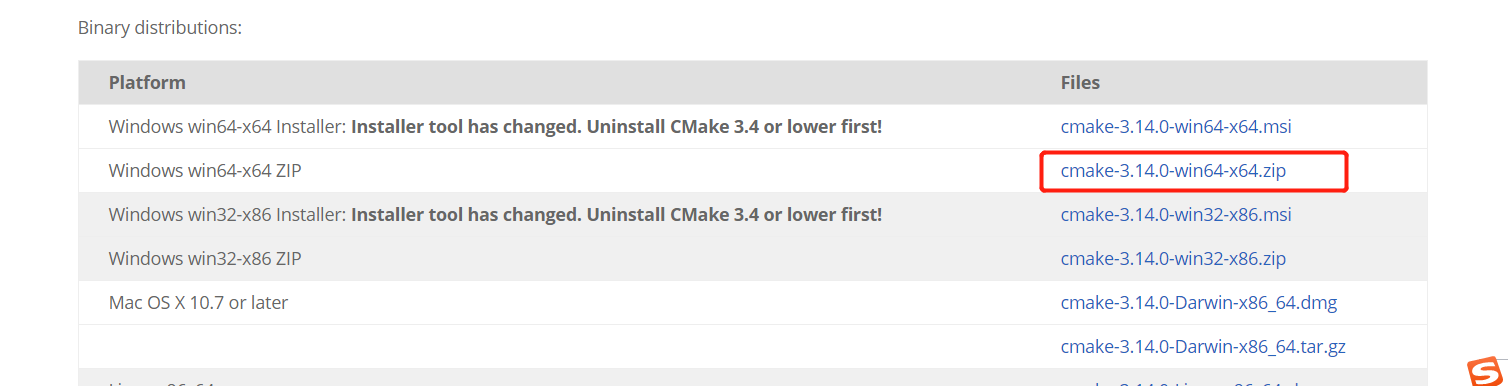 Binary distributions:
Platform Files
Windows win64-x64 Installer: Installer tool has changed. Uninstall CMake 3.4 or lower first! cmake-3.14.0-win64-x64.msi
Windows win64-x64 ZIP cmake-3.14.0-win64-x64.zip
Windows win32-x86 Installer: Installer tool has changed. Uninstall CMake 3.4 or lower first! cmake-3.14.0-win32-x86.msi
Windows win32-x86 ZIP cmake-3.14.0-win32-x86.zip
Mac OS X 10.7 or later cmake-3.14.0-Darwin-x86_64.dmg
cmake-3.14.0-Darwin-x86_64.tar.gz